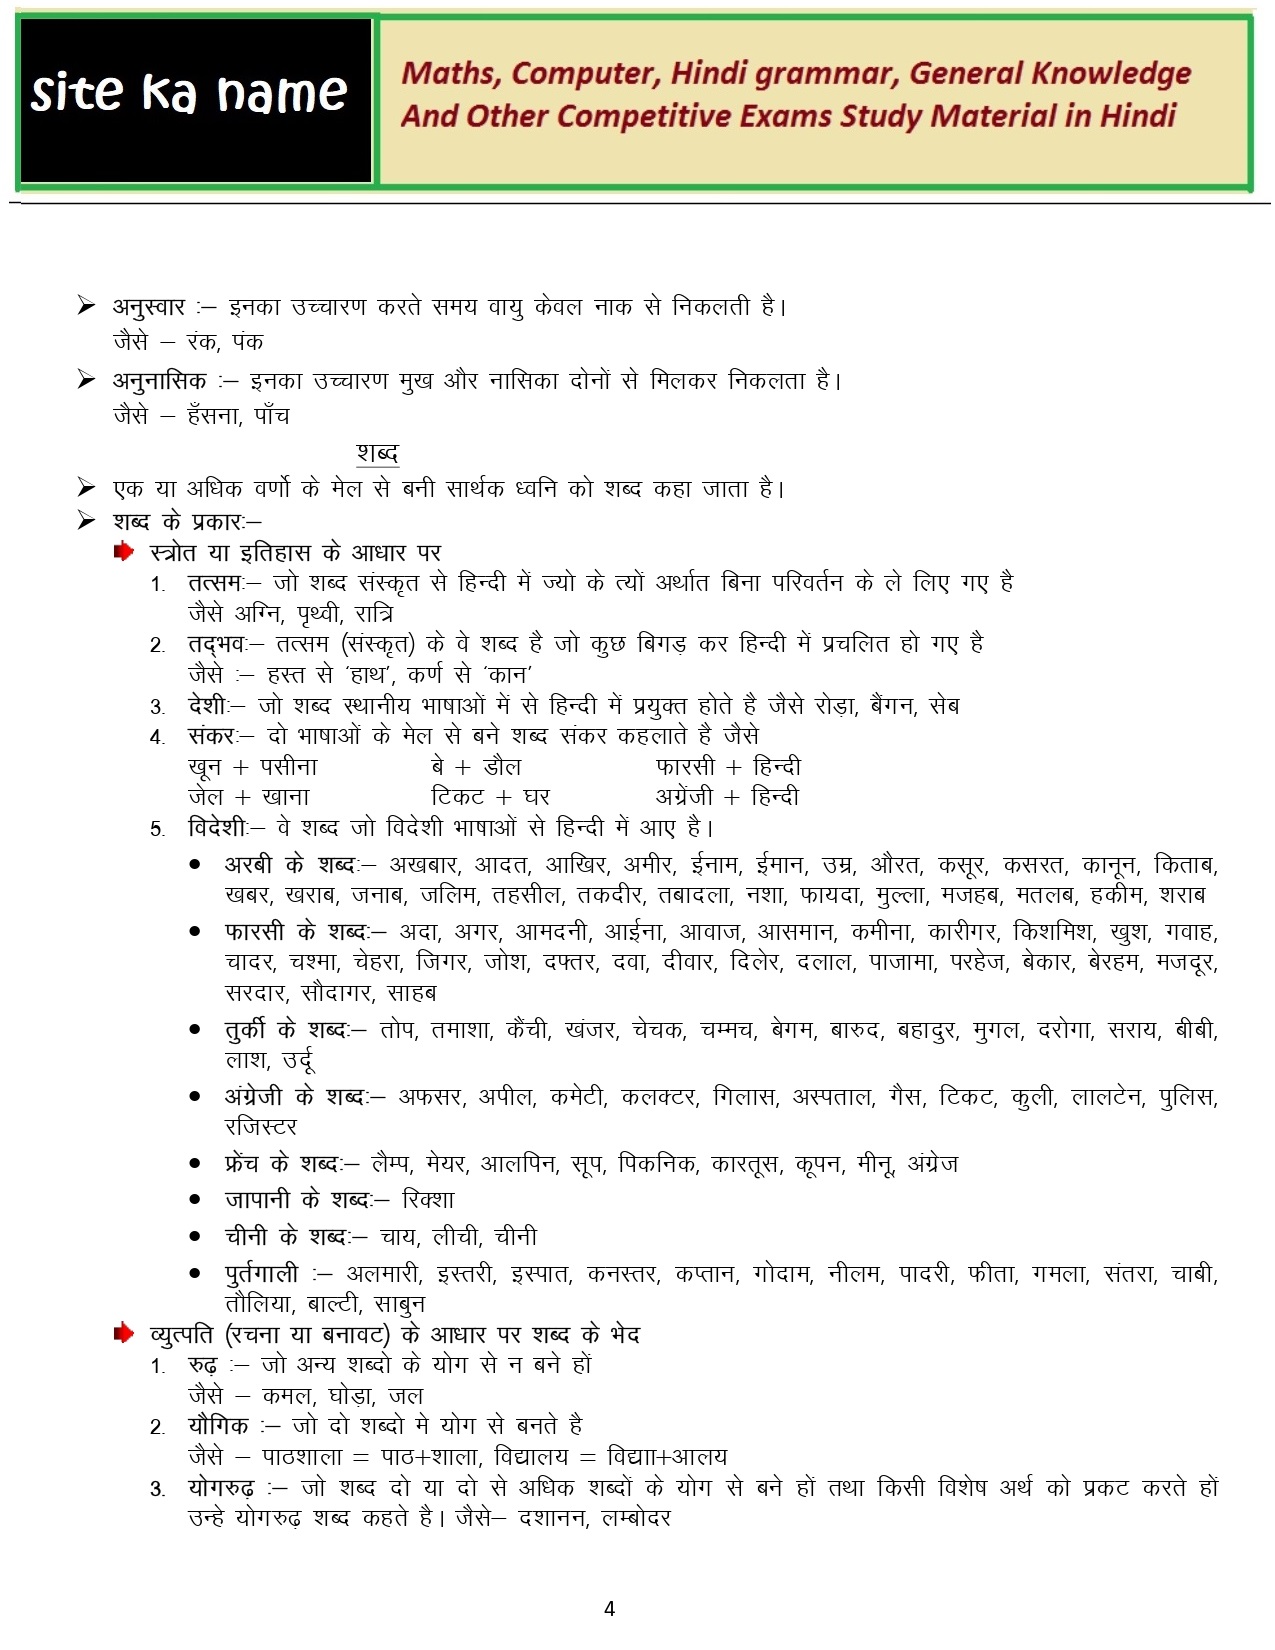 site ka name
Maths, Computer, Hindi grammar, General Knowledge
And Other Competitive Exams Study Material in Hindi
➢ अनुस्वार :– इनका उच्चारण करते समय वायु केवल नाक से निकलती है।
जैसे – रंक, पंक
➢ अनुनासिक :– इनका उच्चारण मुख और नासिका दोनों से मिलकर निकलता है।
जैसे – हँसना, पाँच
शब्द
➢ एक या अधिक वर्णो के मेल से बनी सार्थक ध्वनि को शब्द कहा जाता है।
➢ शब्द के प्रकारः–
स्त्रोत या इतिहास के आधार पर
1. तत्समः– जो शब्द संस्कृत से हिन्दी में ज्यो के त्यों अर्थात बिना परिवर्तन के ले लिए गए है
जैसे अग्नि, पृथ्वी, रात्रि
2. तद्भवः– तत्सम (संस्कृत) के वे शब्द है जो कुछ बिगड़ कर हिन्दी में प्रचलित हो गए है
जैसे :– हस्त से ‘हाथ’, कर्ण से ‘कान’
3. देशीः– जो शब्द स्थानीय भाषाओं में से हिन्दी में प्रयुक्त होते है जैसे रोड़ा, बैंगन, सेब
4. संकरः– दो भाषाओं के मेल से बने शब्द संकर कहलाते है जैसे
खून + पसीना बे + डौल फारसी + हिन्दी
जेल + खाना टिकट + घर अग्रेंजी + हिन्दी
5. विदेशीः– वे शब्द जो विदेशी भाषाओं से हिन्दी में आए है।
• अरबी के शब्दः– अखबार, आदत, आखिर, अमीर, ईनाम, ईमान, उम्र, औरत, कसूर, कसरत, कानून, किताब,
खबर, खराब, जनाब, जलिम, तहसील, तकदीर, तबादला, नशा, फायदा, मुल्ला, मजहब, मतलब, हकीम, शराब
• फारसी के शब्दः– अदा, अगर, आमदनी, आईना, आवाज, आसमान, कमीना, कारीगर, किशमिश, खुश, गवाह,
चादर, चश्मा, चेहरा, जिगर, जोश, दफ्तर, दवा, दीवार, दिलेर, दलाल, पाजामा, परहेज, बेकार, बेरहम, मजदूर,
सरदार, सौदागर, साहब
• तुर्की के शब्दः– तोप, तमाशा, कैंची, खंजर, चेचक, चम्मच, बेगम, बारुद, बहादुर, मुगल, दरोगा, सराय, बीबी,
लाश, उर्दू
• अंग्रेजी के शब्दः– अफसर, अपील, कमेटी, कलक्टर, गिलास, अस्पताल, गैस, टिकट, कुली, लालटेन, पुलिस,
रजिस्टर
• फ्रेंच के शब्दः– लैम्प, मेयर, आलपिन, सूप, पिकनिक, कारतूस, कूपन, मीनू, अंग्रेज
• जापानी के शब्दः– रिक्शा
• चीनी के शब्दः– चाय, लीची, चीनी
• पुर्तगाली :– अलमारी, इस्तरी, इस्पात, कनस्तर, कप्तान, गोदाम, नीलम, पादरी, फीता, गमला, संतरा, चाबी,
तौलिया, बाल्टी, साबुन
व्युत्पति (रचना या बनावट) के आधार पर शब्द के भेद
1. रुढ़ :– जो अन्य शब्दो के योग से न बने हों
जैसे – कमल, घोड़ा, जल
2. यौगिक :– जो दो शब्दो मे योग से बनते है
जैसे – पाठशाला = पाठ+शाला, विद्यालय = विद्याा+आलय
3. योगरुढ़ :– जो शब्द दो या दो से अधिक शब्दों के योग से बने हों तथा किसी विशेष अर्थ को प्रकट करते हों
उन्हे योगरुढ़ शब्द कहते है। जैसे– दशानन, लम्बोदर
4